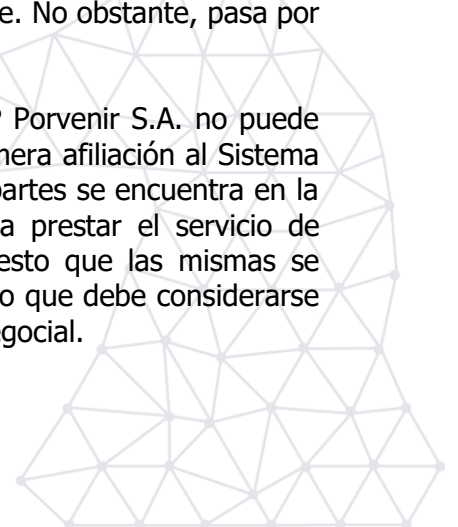 e. No obstante, pasa por
Porvenir S.A. no puede
nera afiliación al Sistema
partes se encuentra en la
a prestar el servicio de
esto que las mismas se
o que debe considerarse
egocial.